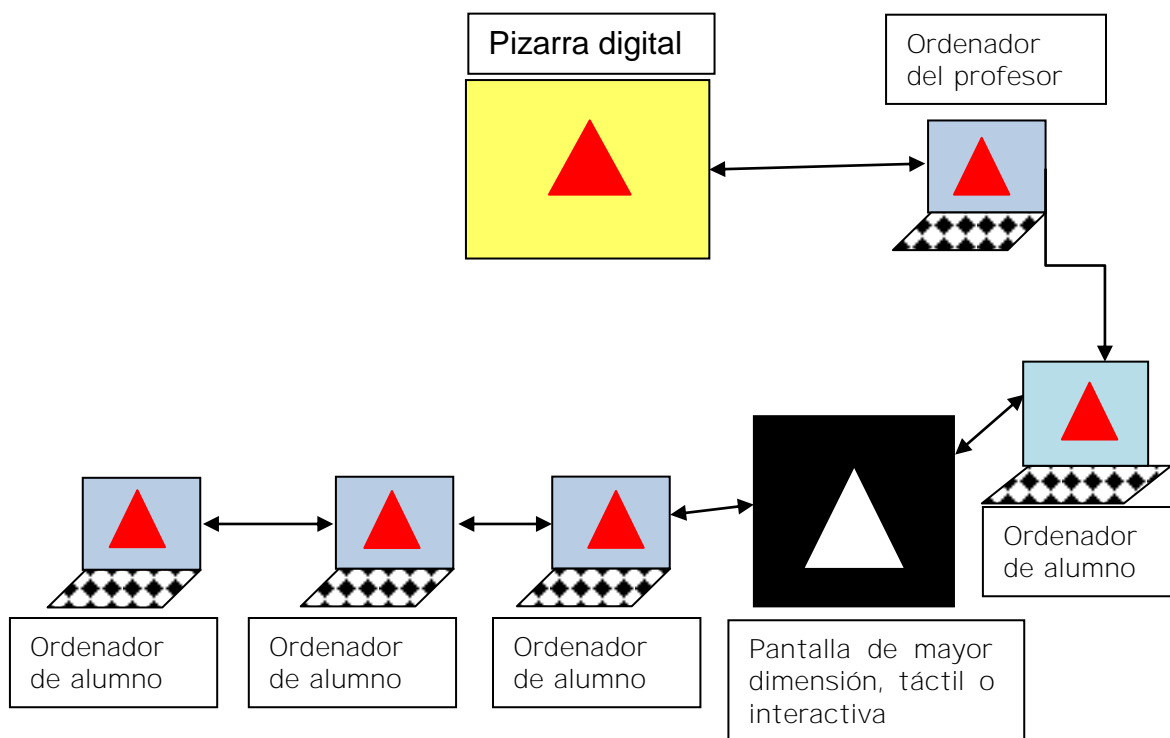 Pizarra digital
Ordenador
del profesor
Ordenador
de alumno
Ordenador
de alumno
Ordenador
de alumno
Ordenador
de alumno
Pantalla de mayor
dimensión, táctil o
interactiva